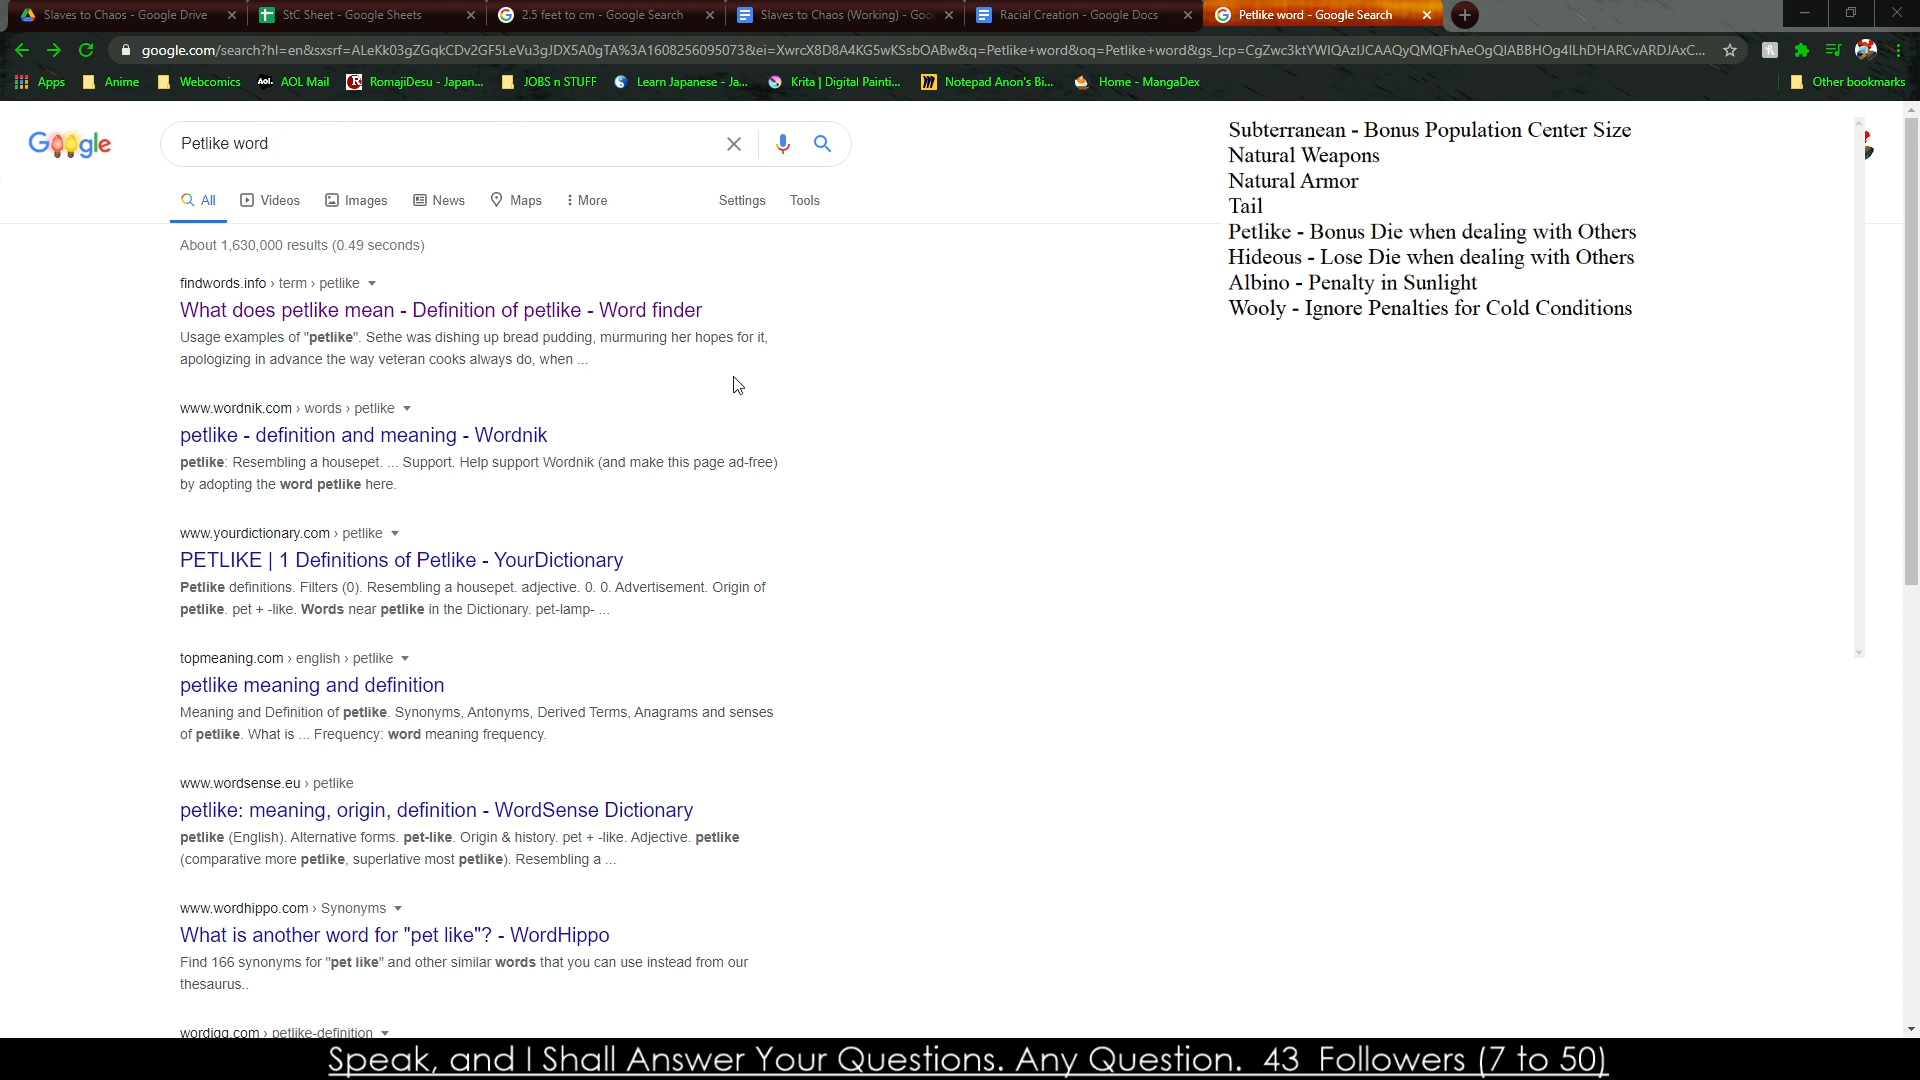 Slaves to Chaos - Google Drive
StC Sheet - Google Sheets
2.5 feet to cm - Google Search
Slaves to Chaos (Working) - Goo
Racial Creation - Google Docs
Petlike word - Google Search
Apps
Anime
Webcomics
Aol. AOL Mail
RomajiDesu - Japan...
JOBS n STUFF
Learn Japanese - Ja...
Krita | Digital Painti...
Notepad Anon's Bi...
Home - MangaDex
Other bookmarks
Google
Petlike word
All
Videos
Images
News
Maps
More
Settings
Tools
About 1,630,000 results (0.49 seconds)
findwords.info › term › petlike
What does petlike mean - Definition of petlike - Word finder
Usage examples of "petlike". Sethe was dishing up bread pudding, murmuring her hopes for it,
apologizing in advance the way veteran cooks always do, when ...
www.wordnik.com › words › petlike
petlike - definition and meaning - Wordnik
petlike: Resembling a housepet. ... Support. Help support Wordnik (and make this page ad-free)
by adopting the word petlike here.
www.yourdictionary.com › petlike
PETLIKE | 1 Definitions of Petlike - YourDictionary
Petlike definitions. Filters (0). Resembling a housepet. adjective. 0. 0. Advertisement. Origin of
petlike. pet + -like. Words near petlike in the Dictionary. pet-lamp- ...
topmeaning.com › english › petlike
petlike meaning and definition
Meaning and Definition of petlike. Synonyms, Antonyms, Derived Terms, Anagrams and senses
of petlike. What is ... Frequency: word meaning frequency.
www.wordsense.eu › petlike
petlike: meaning, origin, definition - WordSense Dictionary
petlike (English). Alternative forms. pet-like. Origin & history. pet + -like. Adjective. petlike
(comparative more petlike, superlative most petlike). Resembling a ...
www.wordhippo.com › Synonyms
What is another word for "pet like"? - WordHippo
Find 166 synonyms for "pet like" and other similar words that you can use instead from our
thesaurus..
wordigg.com › petlike-definition
Subterranean - Bonus Population Center Size
Natural Weapons
Natural Armor
Tail
Petlike - Bonus Die when dealing with Others
Hideous - Lose Die when dealing with Others
Albino - Penalty in Sunlight
Wooly - Ignore Penalties for Cold Conditions
Speak, and I Shall Answer Your Questions. Any Question. 43 Followers (7 to 50)